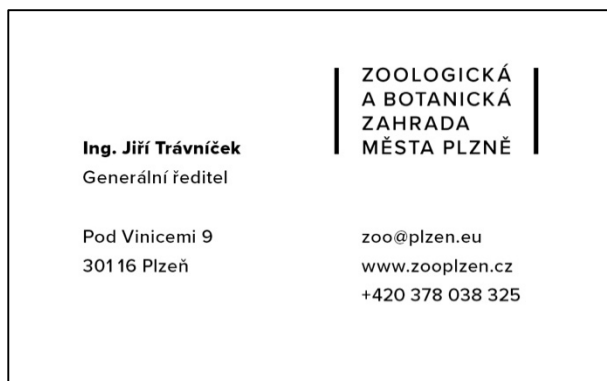 ZOOLOGICKÁ
A BOTANICKÁ
ZAHRADA
MĚSTA PLZNĚ
Ing. Jiří Trávníček
Generální ředitel
Pod Vinicemi 9
301 16 Plzeň
zoo@plzen.eu
www.zooplzen.cz
+420 378 038 325